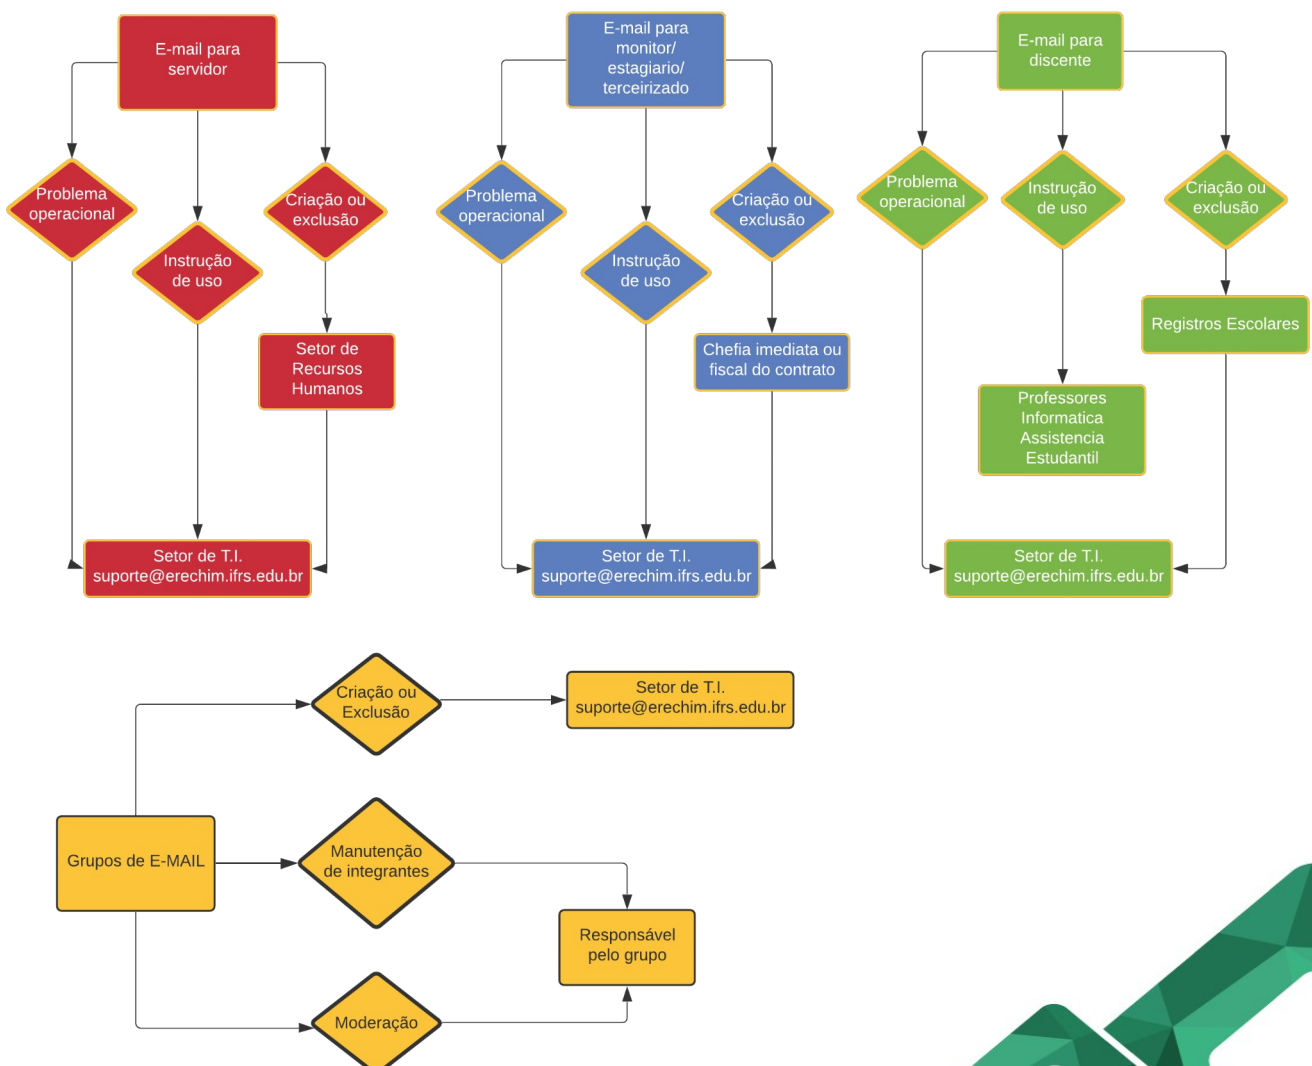 E-mail para
servidor
Problema
operacional
Instrução
de uso
Criação ou
exclusão
Setor de
Recursos
Humanos
Setor de T.I.
suporte@erechim.ifrs.edu.br
E-mail para
monitor/
estagiario/
terceirizado
Problema
operacional
Instrução
de uso
Criação ou
exclusão
Chefia imediata ou
fiscal do contrato
Setor de T.I.
suporte@erechim.ifrs.edu.br
E-mail para
discente
Problema
operacional
Instrução
de uso
Criação ou
exclusão
Registros Escolares
Professores
Informatica
Assistencia
Estudantil
Setor de T.I.
suporte@erechim.ifrs.edu.br
Grupos de E-MAIL
Criação ou
Exclusão
Setor de T.I.
suporte@erechim.ifrs.edu.br
Manutenção
de integrantes
Responsável
pelo grupo
Moderação